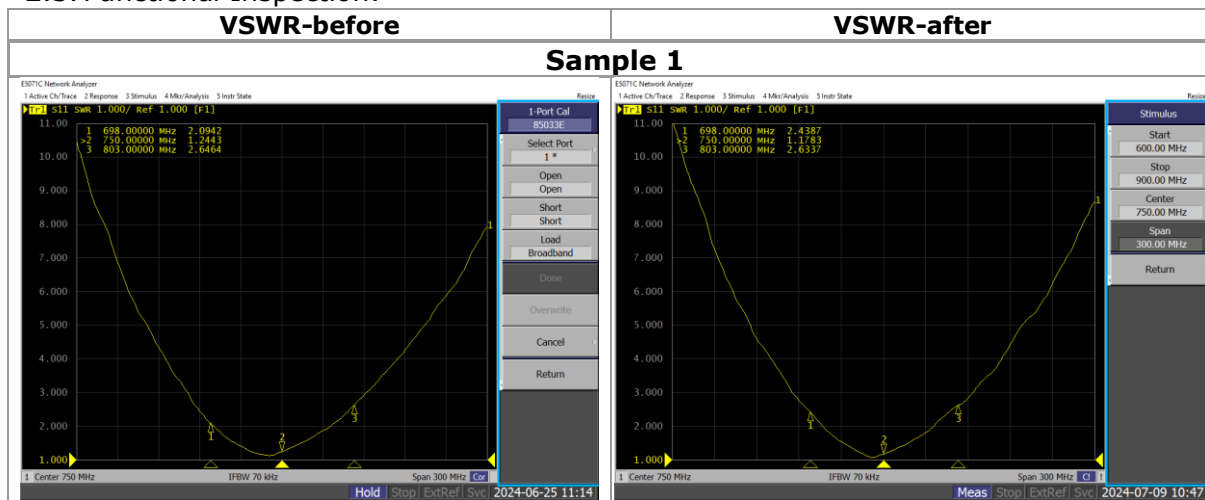 VSWR-before
VSWR-after
Sample 1
E5071C Network Analyzer
1 Active Ch/Trace 2 Response 3 Stimulus 4 Mkr/Analysis 5 Instr State
Resize
Tr1 S11 SWR 1.000/ Ref 1.000 [F1]
11.00
1 698.00000 MHz 2.0942
>2 750.00000 MHz 1.2443
3 803.00000 MHz 2.6464
10.00
9.000
8.000
7.000
6.000
5.000
4.000
3.000
2.000
1.000
1
1
2
3
1 Center 750 MHz
IFBW 70 kHz
Span 300 MHz Cor
Hold Stop ExtRef Svc 2024-06-25 11:14
1-Port Cal
85033E
Select Port
1 *
Open
Open
Short
Short
Load
Broadband
Done
Overwrite
Cancel
Return
E5071C Network Analyzer
1 Active Ch/Trace 2 Response 3 Stimulus 4 Mkr/Analysis 5 Instr State
Resize
Tr1 S11 SWR 1.000/ Ref 1.000 [F1]
11.00
1 698.00000 MHz 2.4387
>2 750.00000 MHz 1.1783
3 803.00000 MHz 2.6337
10.00
9.000
8.000
7.000
6.000
5.000
4.000
3.000
2.000
1.000
1
1
2
3
1 Center 750 MHz
IFBW 70 kHz
Span 300 MHz C! !
Meas Stop ExtRef Svc 2024-07-09 10:47
Stimulus
Start
600.00 MHz
Stop
900.00 MHz
Center
750.00 MHz
Span
300.00 MHz
Return